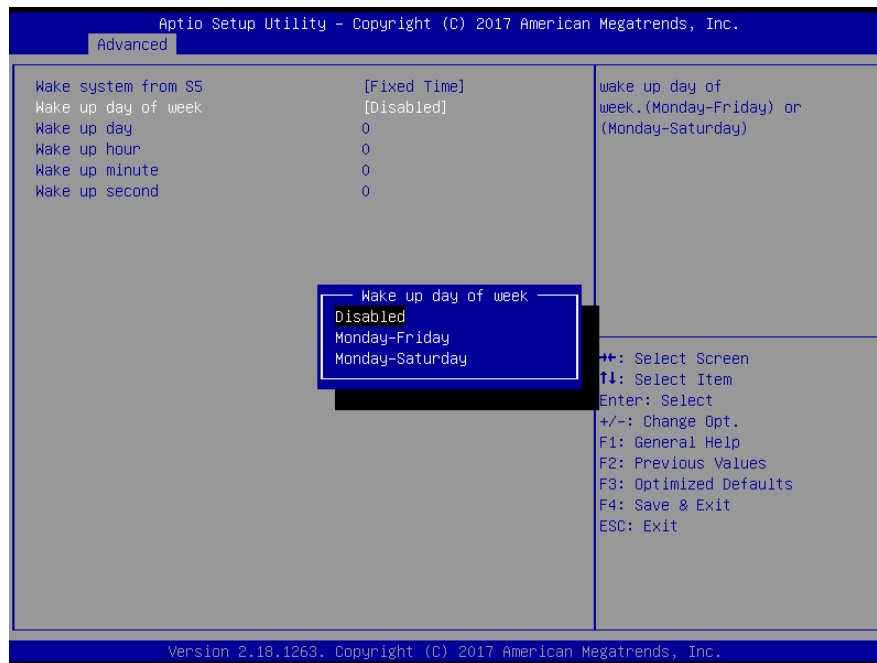 Aptio Setup Utility – Copyright (C) 2017 American Megatrends, Inc.
Advanced
Wake system from S5 [Fixed Time]
Wake up day of week [Disabled]
Wake up day 0
Wake up hour 0
Wake up minute 0
Wake up second 0
wake up day of
week.(Monday-Friday) or
(Monday-Saturday)
Wake up day of week
Disabled
Monday-Friday
Monday-Saturday
→←: Select Screen
↑↓: Select Item
Enter: Select
+/-: Change Opt.
F1: General Help
F2: Previous Values
F3: Optimized Defaults
F4: Save & Exit
ESC: Exit
Version 2.18.1263. Copyright (C) 2017 American Megatrends, Inc.